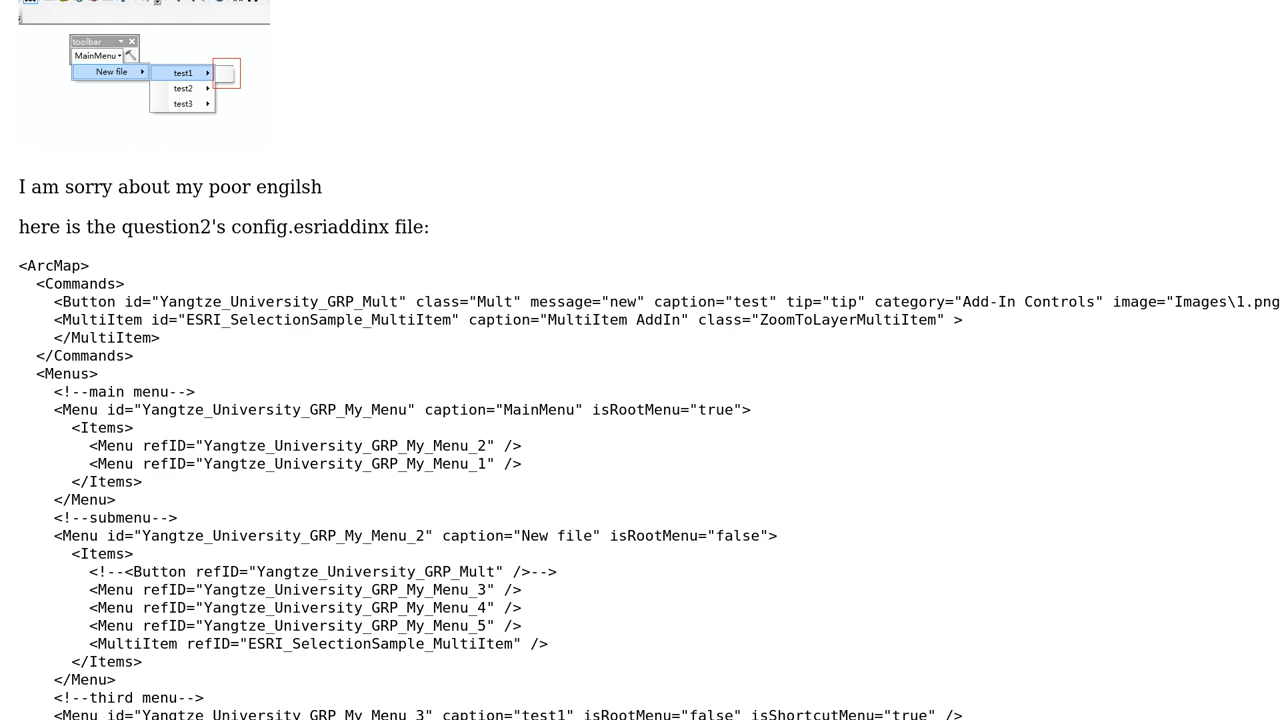 toolbar
MainMenu
New file
test1
test2
test3
I am sorry about my poor engilsh
here is the question2's config.esriaddinx file:
<ArcMap>
  <Commands>
    <Button id="Yangtze_University_GRP_Mult" class="Mult" message="new" caption="test" tip="tip" category="Add-In Controls" image="Images\1.png
    <MultiItem id="ESRI_SelectionSample_MultiItem" caption="MultiItem AddIn" class="ZoomToLayerMultiItem" >
    </MultiItem>
  </Commands>
  <Menus>
    <!--main menu-->
    <Menu id="Yangtze_University_GRP_My_Menu" caption="MainMenu" isRootMenu="true">
      <Items>
        <Menu refID="Yangtze_University_GRP_My_Menu_2" />
        <Menu refID="Yangtze_University_GRP_My_Menu_1" />
      </Items>
    </Menu>
    <!--submenu-->
    <Menu id="Yangtze_University_GRP_My_Menu_2" caption="New file" isRootMenu="false">
      <Items>
        <!--<Button refID="Yangtze_University_GRP_Mult" />-->
        <Menu refID="Yangtze_University_GRP_My_Menu_3" />
        <Menu refID="Yangtze_University_GRP_My_Menu_4" />
        <Menu refID="Yangtze_University_GRP_My_Menu_5" />
        <MultiItem refID="ESRI_SelectionSample_MultiItem" />
      </Items>
    </Menu>
    <!--third menu-->
    <Menu id="Yangtze_University_GRP_My_Menu_3" caption="test1" isRootMenu="false" isShortcutMenu="true" />